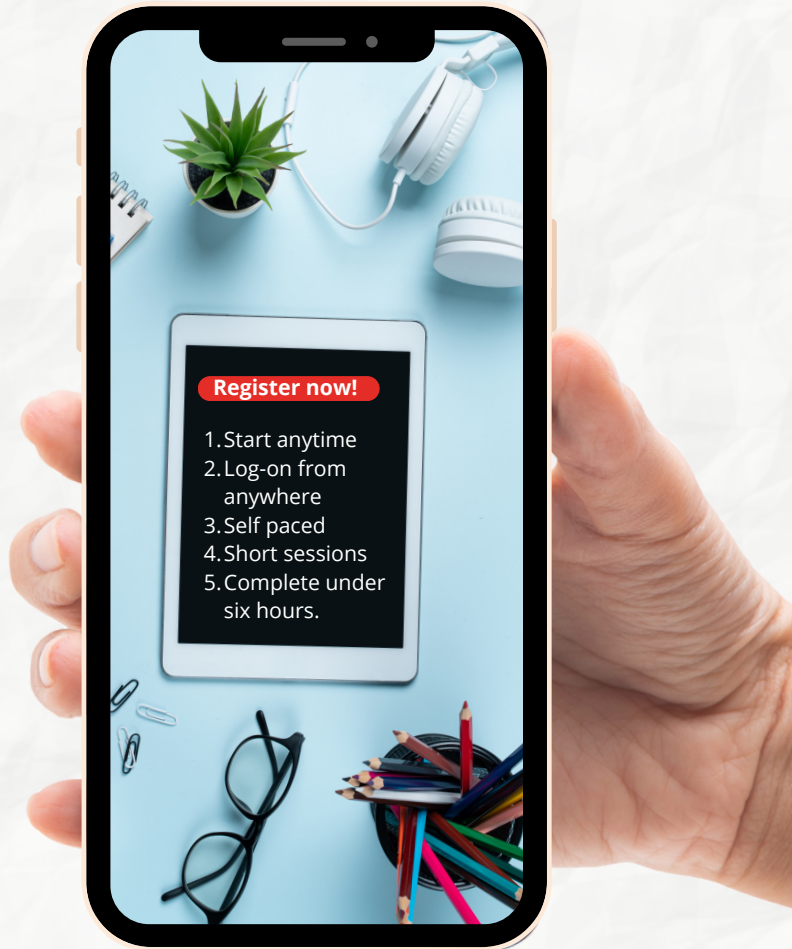 Register now!
1. Start anytime
2. Log-on from
anywhere
3. Self paced
4. Short sessions
5. Complete under
six hours.